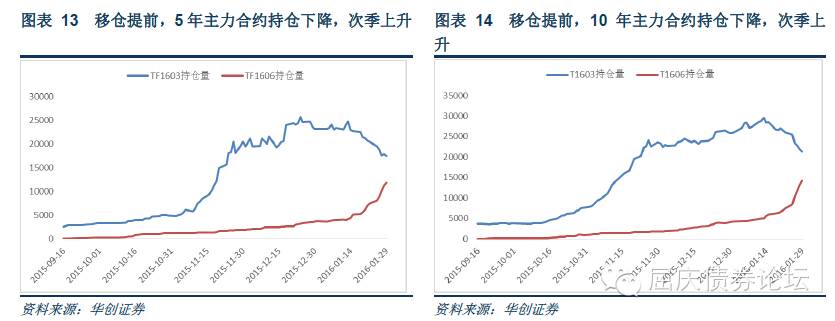 图表 13 移仓提前，5 年主力合约持仓下降，次季上升
TF1603持仓量 TF1606持仓量
30000
25000
20000
15000
10000
5000
0
2015-09-16 2015-10-01 2015-10-16 2015-10-31 2015-11-15 2015-11-30 2015-12-15 2015-12-30 2016-01-14 2016-01-29
资料来源：华创证券
图表 14 移仓提前，10 年主力合约持仓下降，次季上
升
T1603持仓量 T1606持仓量
35000
30000
25000
20000
15000
10000
5000
0
2015-09-16 2015-10-01 2015-10-16 2015-10-31 2015-11-15 2015-11-30 2015-12-15 2015-12-30 2016-01-14 2016-01-29
屈庆债券论坛
资料来源：华创证券